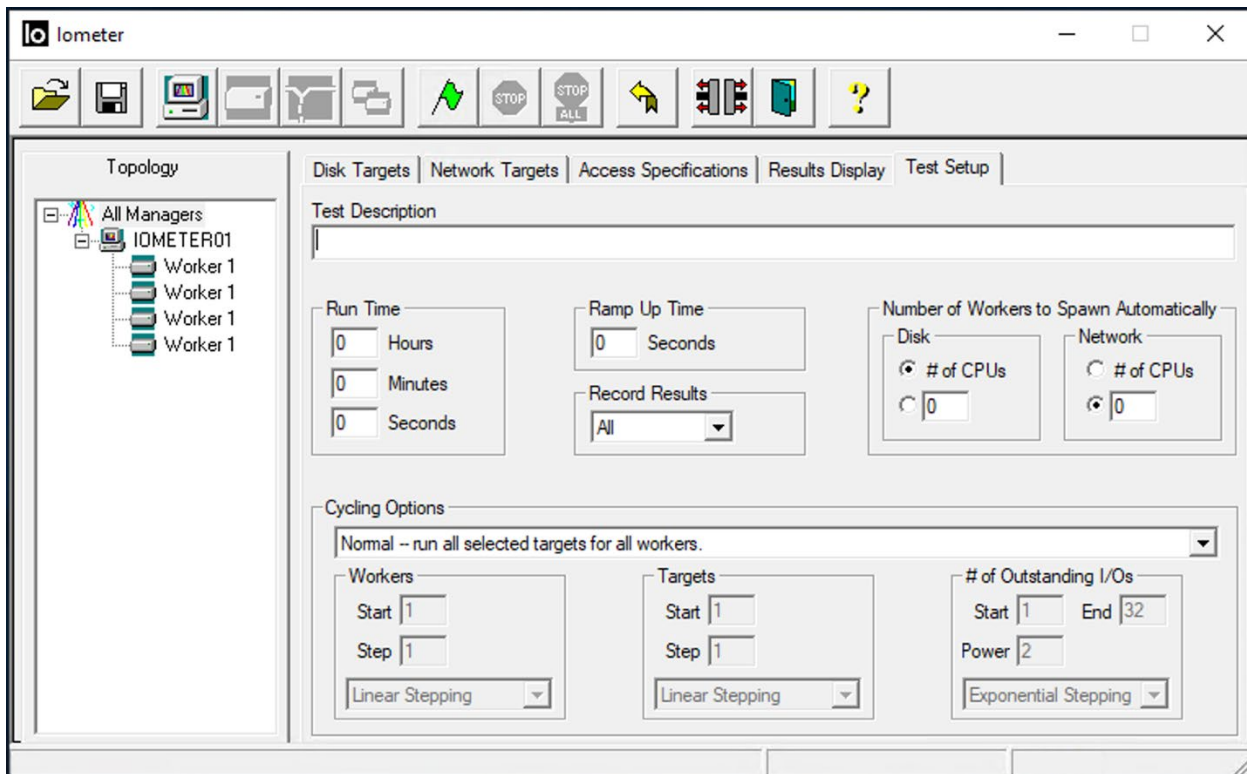 Io Iometer
STOP
STOP
ALL
?
Topology
All Managers
IOMETER01
Worker 1
Worker 1
Worker 1
Worker 1
Disk Targets
Network Targets
Access Specifications
Results Display
Test Setup
Test Description
Run Time
0 Hours
0 Minutes
0 Seconds
Ramp Up Time
0 Seconds
Record Results
All
Number of Workers to Spawn Automatically
Disk
# of CPUs
0
Network
# of CPUs
0
Cycling Options
Normal -- run all selected targets for all workers.
Workers
Start 1
Step 1
Linear Stepping
Targets
Start 1
Step 1
Linear Stepping
# of Outstanding I/Os
Start 1 End 32
Power 2
Exponential Stepping